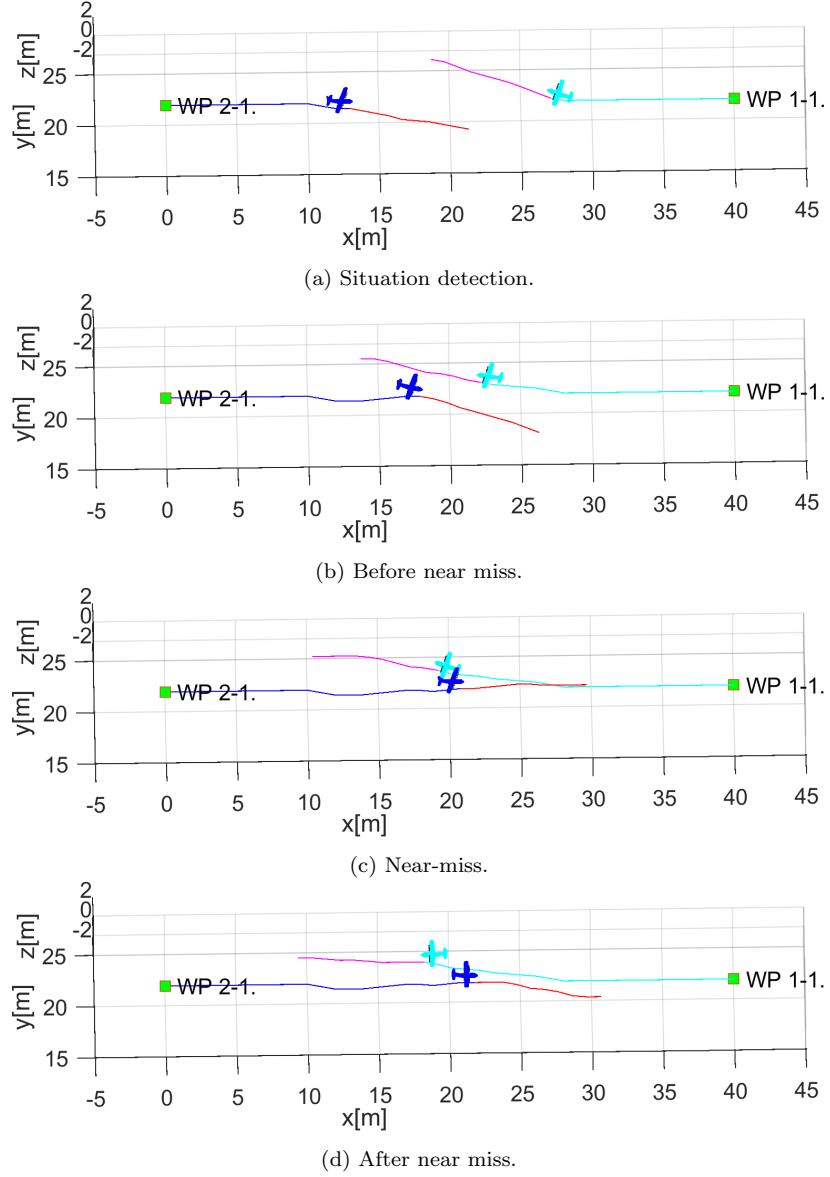 2
0
-2
z[m]
25
20
15
y[m]
WP 2-1.
WP 1-1.
-5 0 5 10 15 20 25 30 35 40 45
x[m]
(a) Situation detection.
2
0
-2
z[m]
25
20
15
y[m]
WP 2-1.
WP 1-1.
-5 0 5 10 15 20 25 30 35 40 45
x[m]
(b) Before near miss.
2
0
-2
z[m]
25
20
15
y[m]
WP 2-1.
WP 1-1.
-5 0 5 10 15 20 25 30 35 40 45
x[m]
(c) Near-miss.
2
0
-2
z[m]
25
20
15
y[m]
WP 2-1.
WP 1-1.
-5 0 5 10 15 20 25 30 35 40 45
x[m]
(d) After near miss.